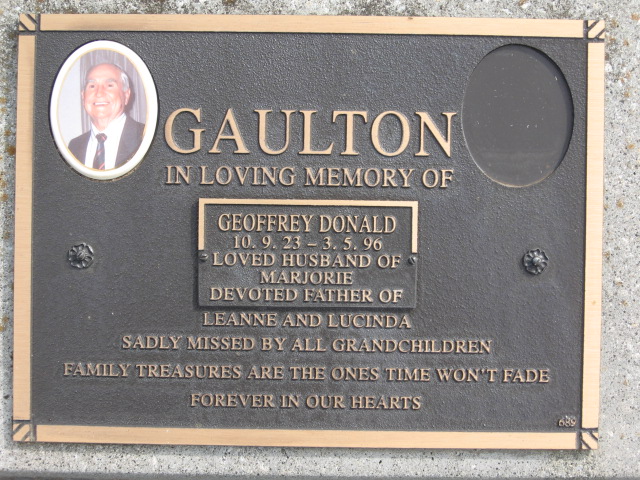 GAULTON
IN LOVING MEMORY OF
GEOFFREY DONALD
10. 9. 23 – 3. 5. 96
LOVED HUSBAND OF
MARJORIE
DEVOTED FATHER OF
LEANNE AND LUCINDA
SADLY MISSED BY ALL GRANDCHILDREN
FAMILY TREASURES ARE THE ONES TIME WON'T FADE
FOREVER IN OUR HEARTS